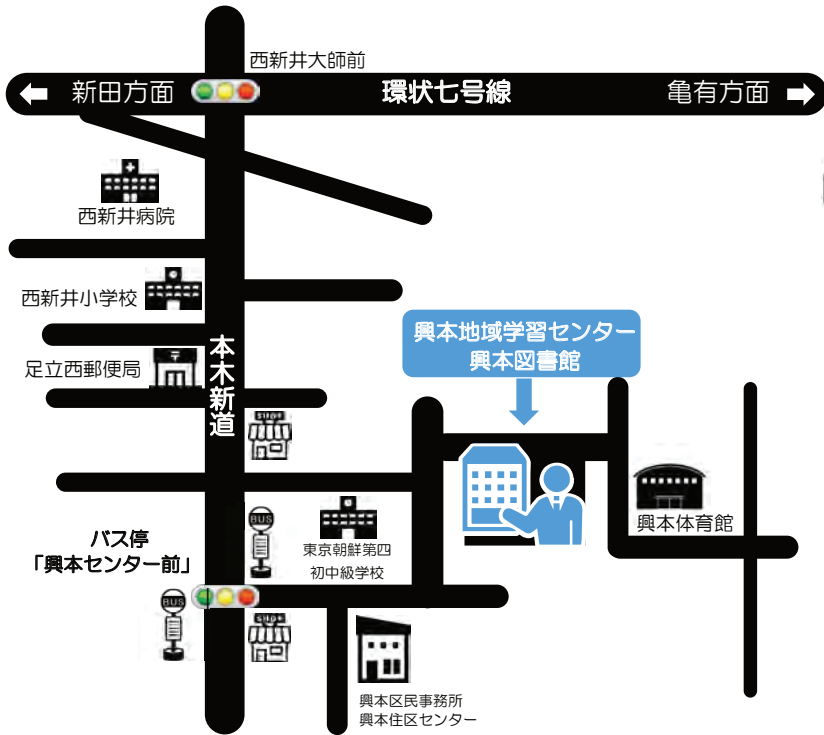 西新井大師前
新田方面
環状七号線
亀有方面
西新井病院
西新井小学校
足立西郵便局
本木新道
SHOP
興本地域学習センター
興本図書館
興本体育館
バス停
「興本センター前」
BUS
東京朝鮮第四
初中級学校
BUS
SHOP
興本区民事務所
興本住区センター